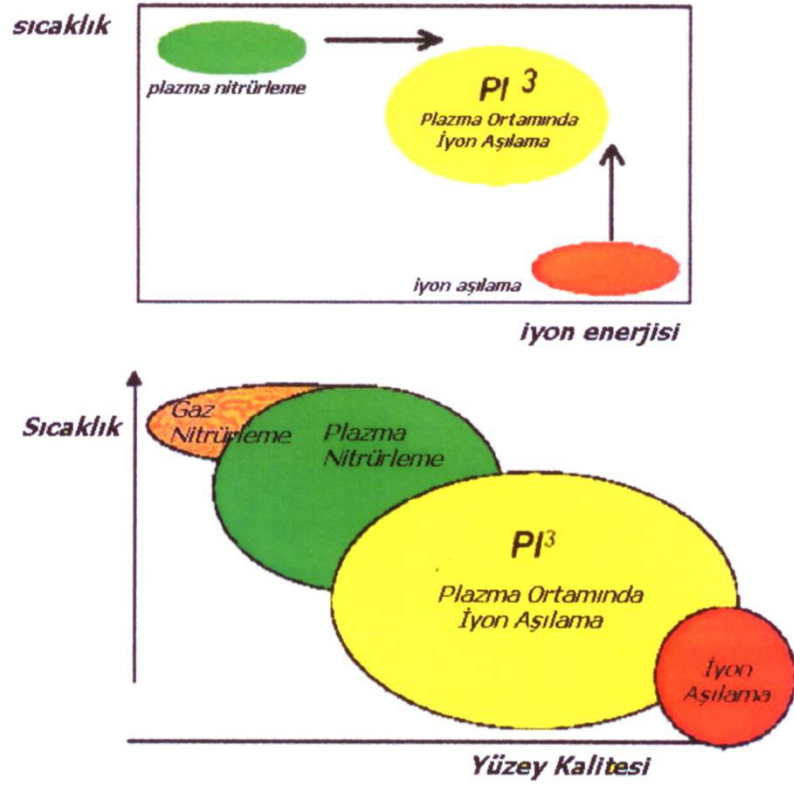 sıcaklık
plazma nitrürleme
PI 3
Plazma Ortamında
İyon Aşılama
iyon aşılama
iyon enerjisi
Sıcaklık
Gaz
Nitrürleme
Plazma
Nitrürleme
PI³
Plazma Ortamında
İyon Aşılama
İyon
Aşılama
Yüzey Kalitesi